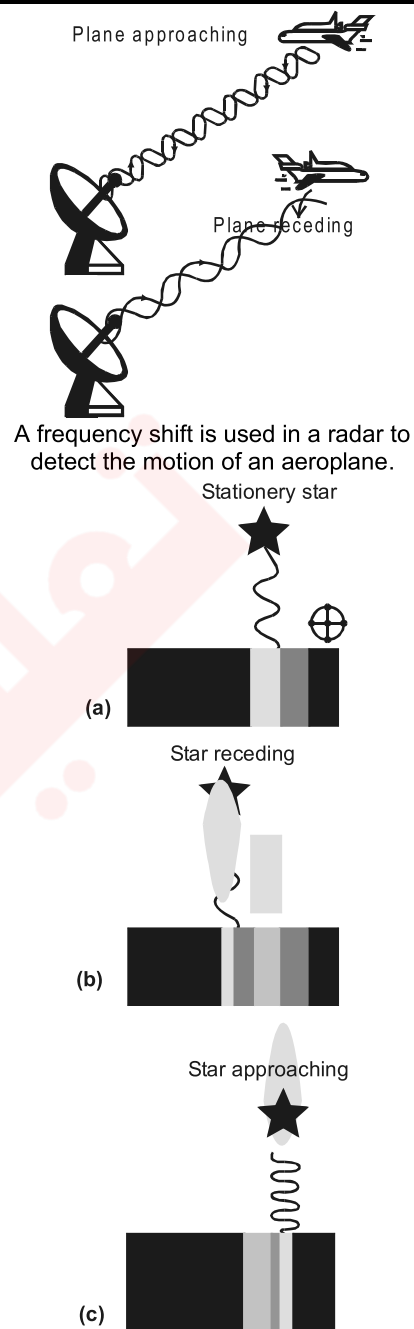 Plane approaching
Plane receding
A frequency shift is used in a radar to
detect the motion of an aeroplane.
Stationery star
(a)
Star receding
(b)
Star approaching
(c)